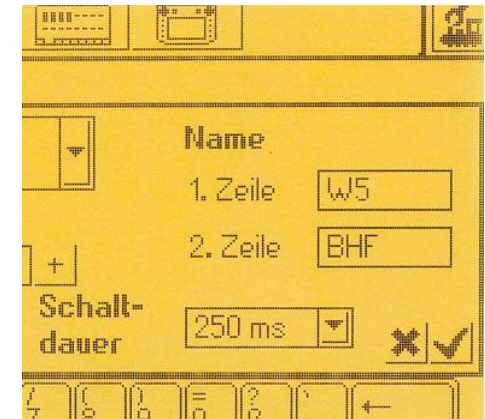 Name
1. Zeile W5
2. Zeile BHF
+
Schalt-
dauer
250 ms